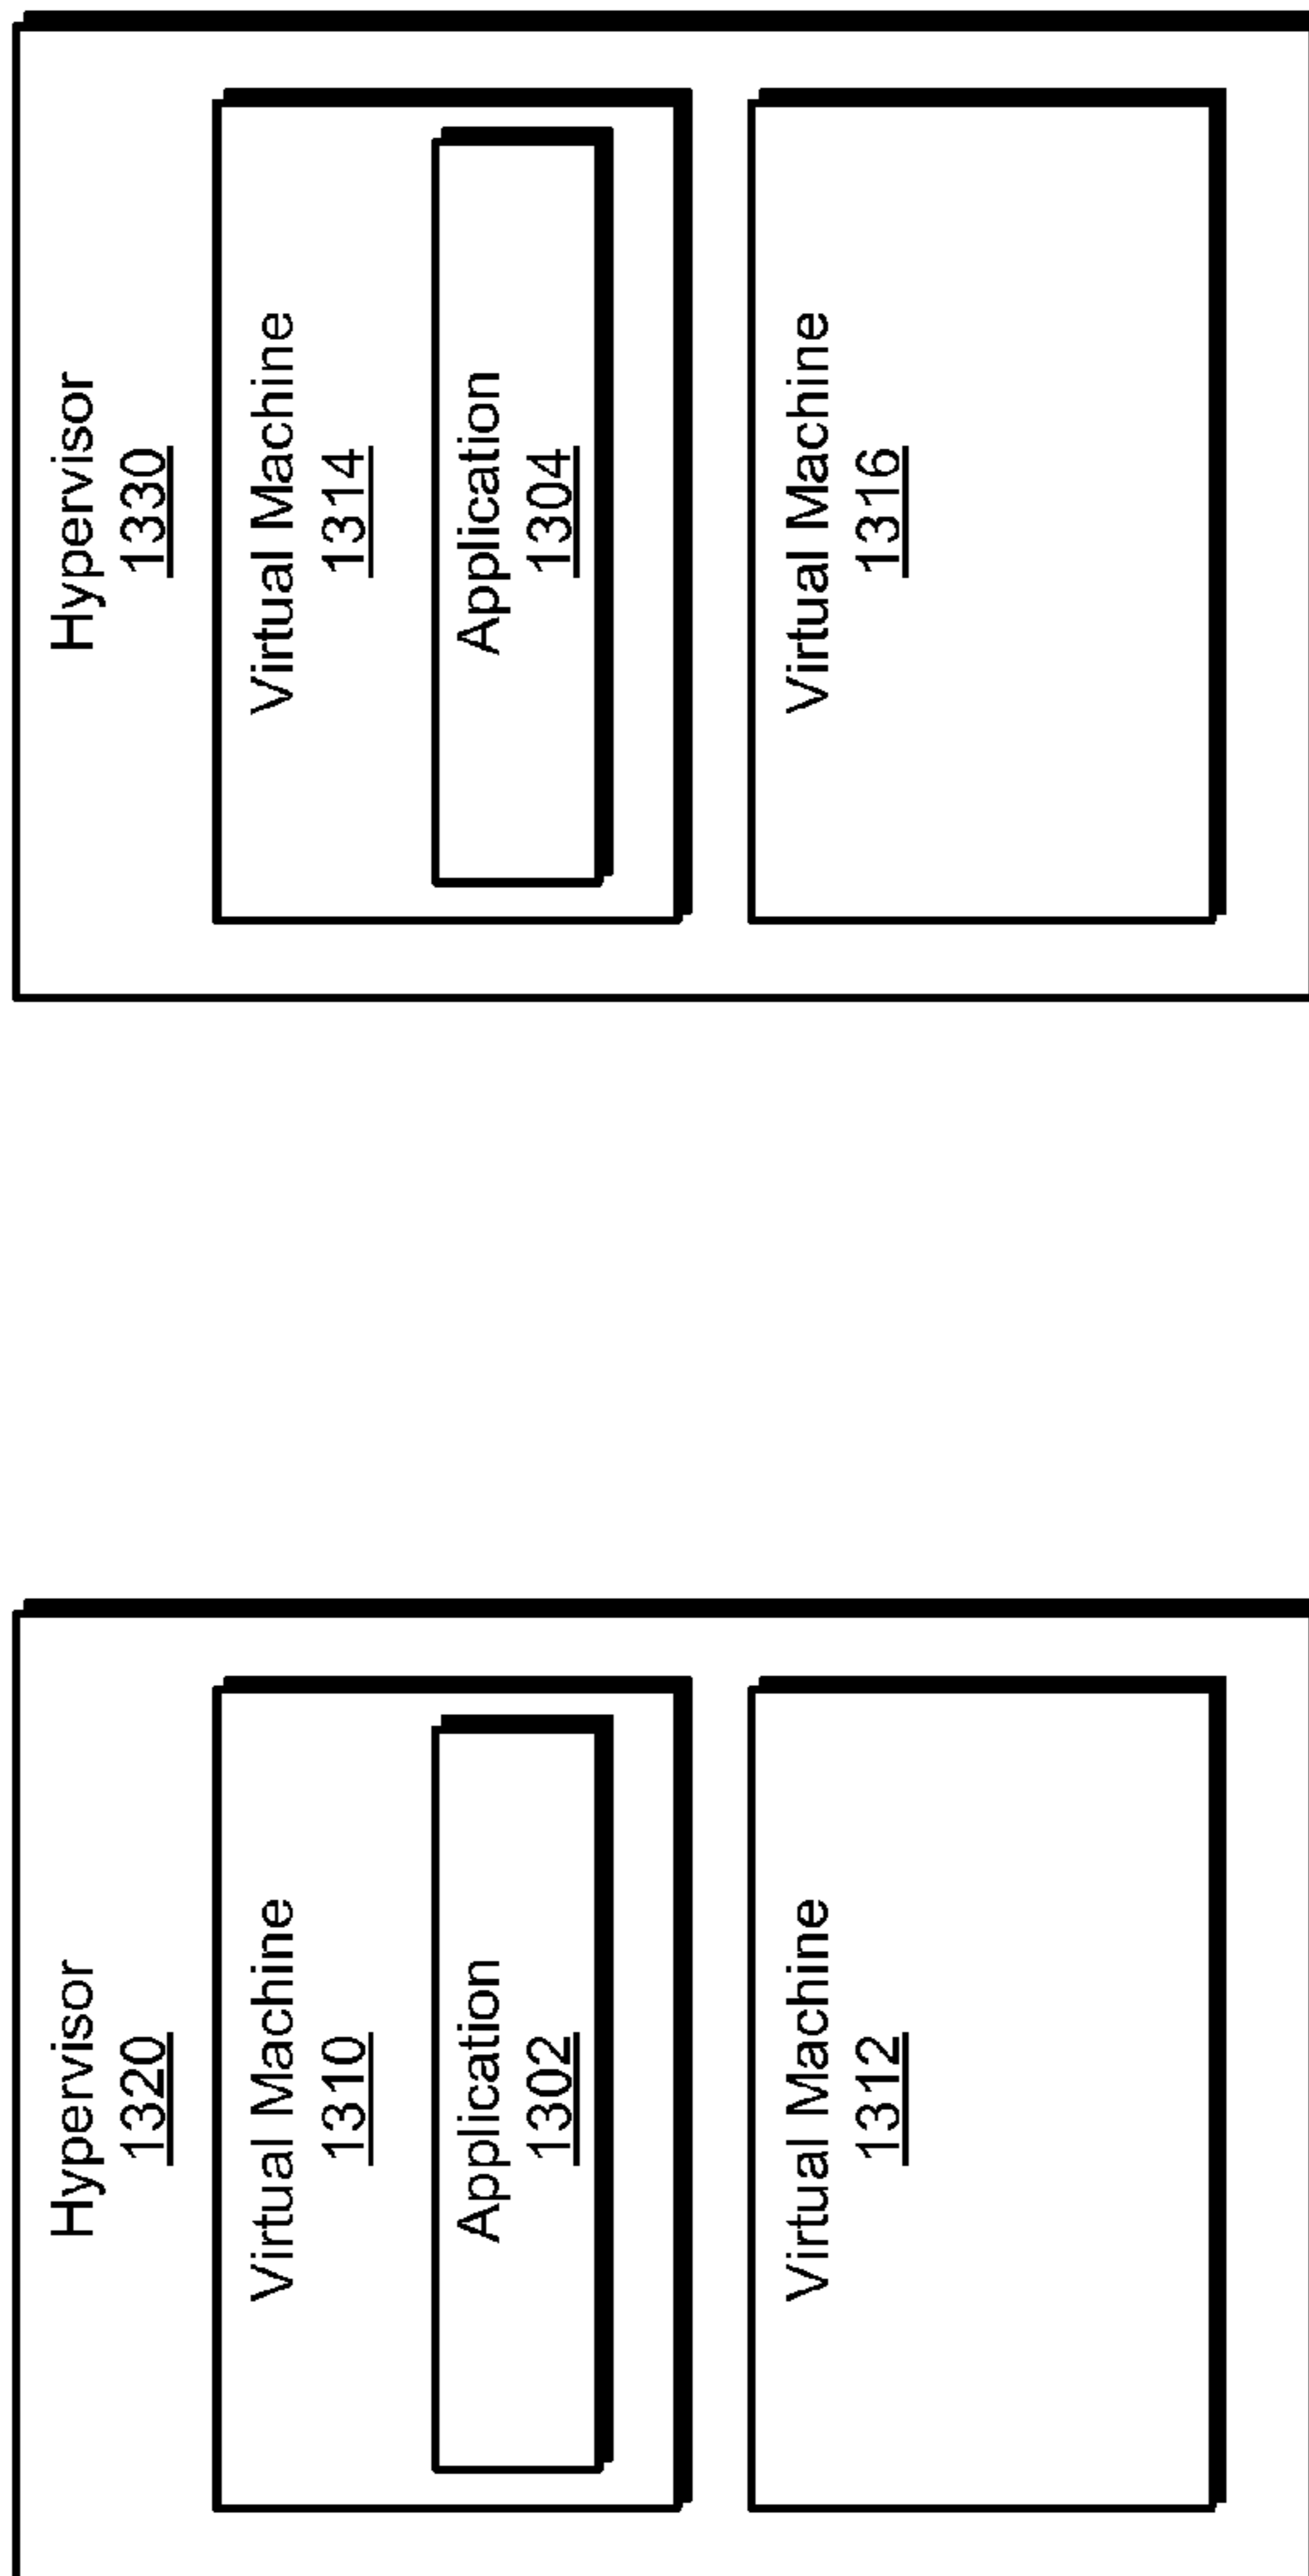 Hypervisor
1320
Virtual Machine
1310
Application
1302
Virtual Machine
1312
Hypervisor
1330
Virtual Machine
1314
Application
1304
Virtual Machine
1316